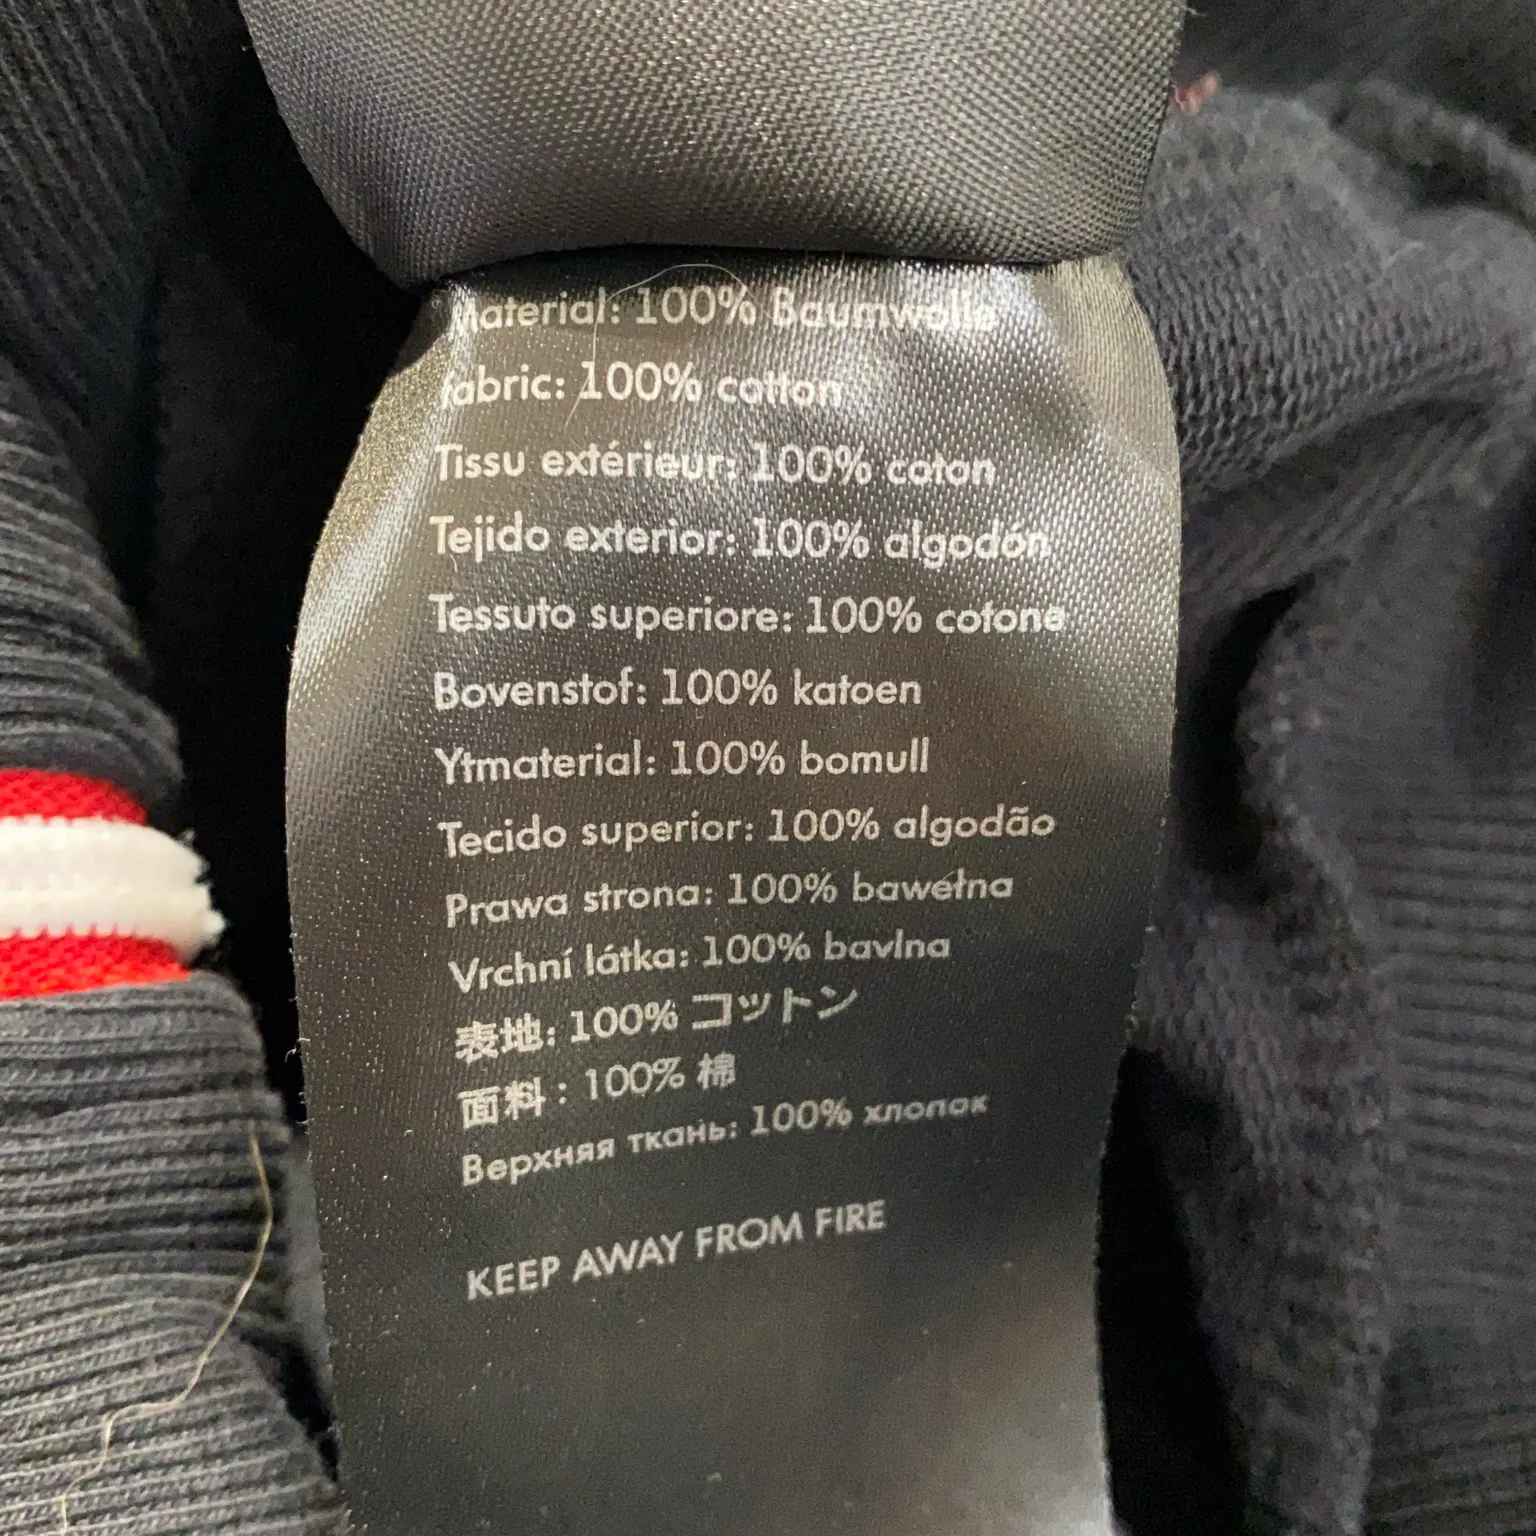 Material: 100% Baumwolle
fabric: 100% cotton
Tissu extérieur: 100% coton
Tejido exterior: 100% algodón
Tessuto superiore: 100% cotone
Bovenstof: 100% katoen
Ytmaterial: 100% bomull
Tecido superior: 100% algodão
Prawa strona: 100% bawełna
Vrchní látka: 100% bavlna
表地: 100% コットン
面料: 100% 棉
Верхняя ткань: 100% хлопок
KEEP AWAY FROM FIRE